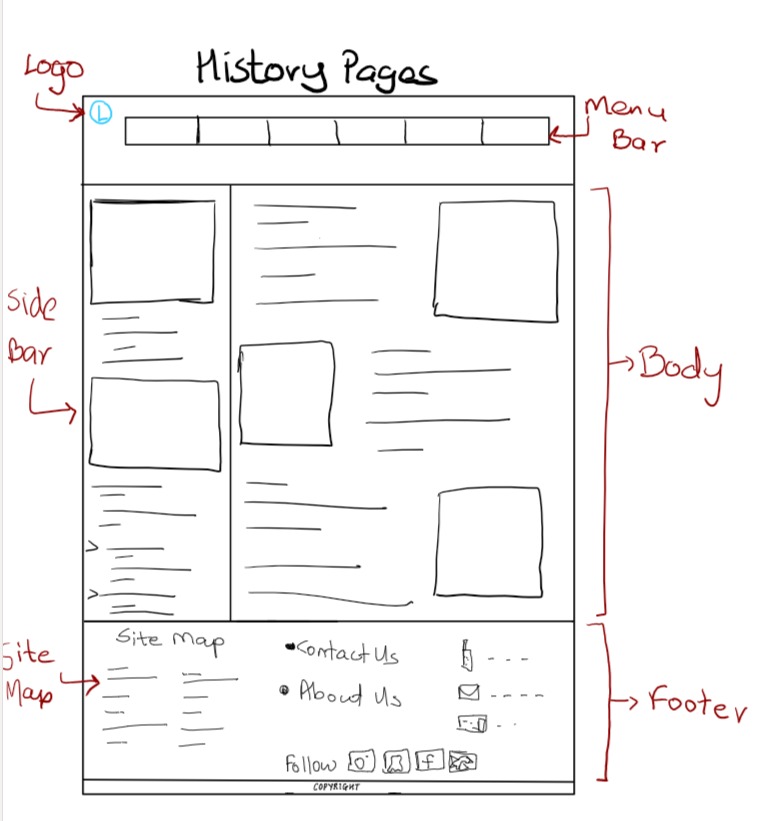 History Pages
Logo
L
Menu
Bar
Side
Bar
Body
Site Map
Contact Us
About Us
Site
Map
Footer
Follow
f
COPYRIGHT